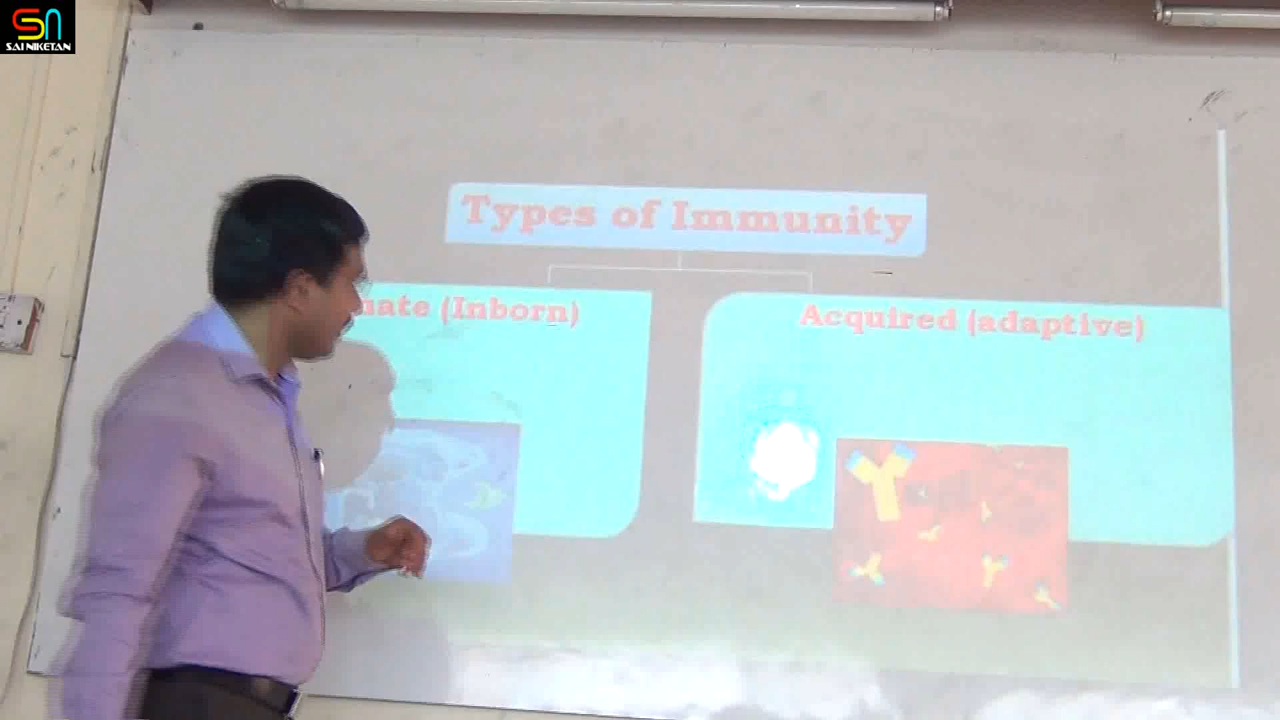 SN
SAI NIKETAN
Types of Immunity
nate (Inborn)
Acquired (adaptive)